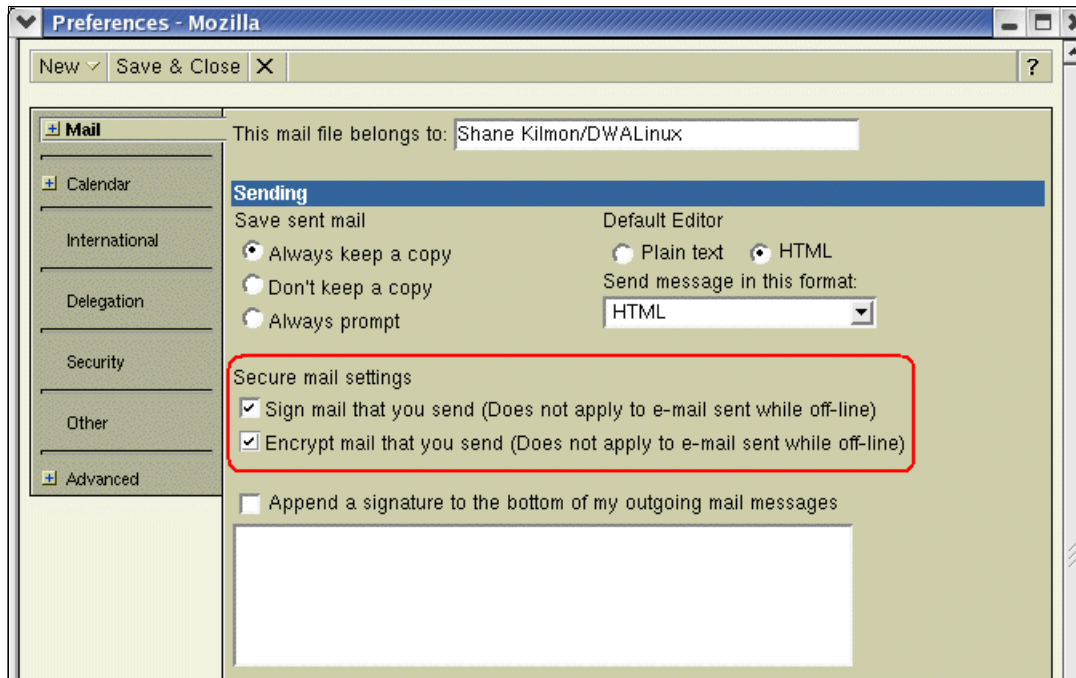 Preferences - Mozilla
New Save & Close X ?
Mail
Calendar
International
Delegation
Security
Other
Advanced
This mail file belongs to: Shane Kilmon/DWALinux
Sending
Save sent mail
Always keep a copy
Don't keep a copy
Always prompt
Default Editor
Plain text HTML
Send message in this format:
HTML
Secure mail settings
Sign mail that you send (Does not apply to e-mail sent while off-line)
Encrypt mail that you send (Does not apply to e-mail sent while off-line)
Append a signature to the bottom of my outgoing mail messages